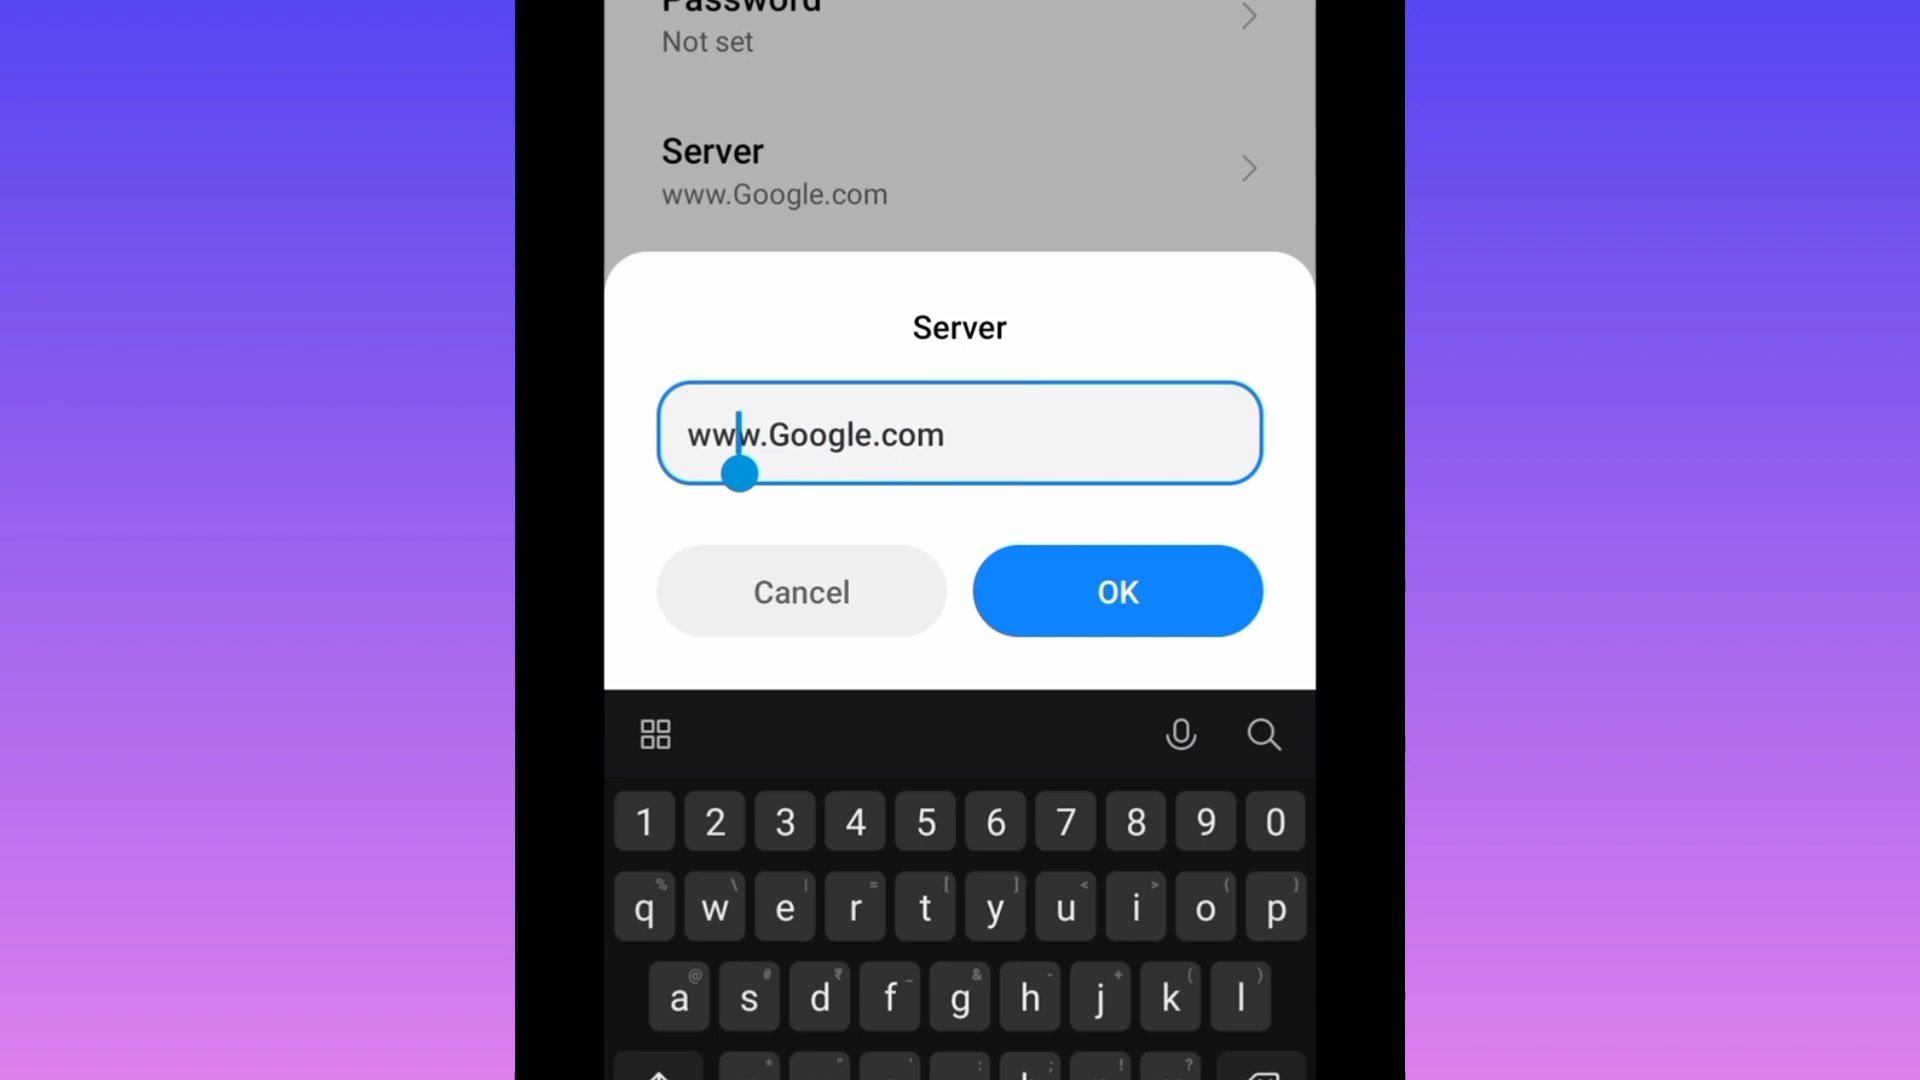 Password
Not set
Server
www.Google.com
Server
www.Google.com
Cancel
OK
1 2 3 4 5 6 7 8 9 0
% \ | = [ ] < > { }
q w e r t y u i o p
@ # ₹ _ & - + ( )
a s d f g h j k l
* " ' : ; ! ?